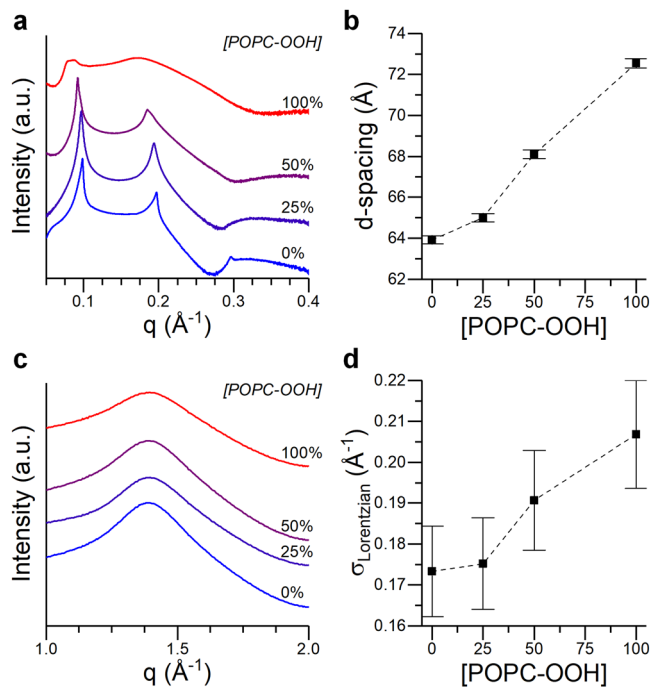 a
[POPC-OOH]
100%
50%
25%
0%
Intensity (a.u.)
0.1 0.2 0.3 0.4
q (Å-1)
b
74
72
70
68
66
64
62
d-spacing (Å)
0 25 50 75 100
[POPC-OOH]
c
[POPC-OOH]
100%
50%
25%
0%
Intensity (a.u.)
1.0 1.5 2.0
q (Å-1)
d
0.22
0.21
0.20
0.19
0.18
0.17
0.16
σLorentzian (Å-1)
0 25 50 75 100
[POPC-OOH]